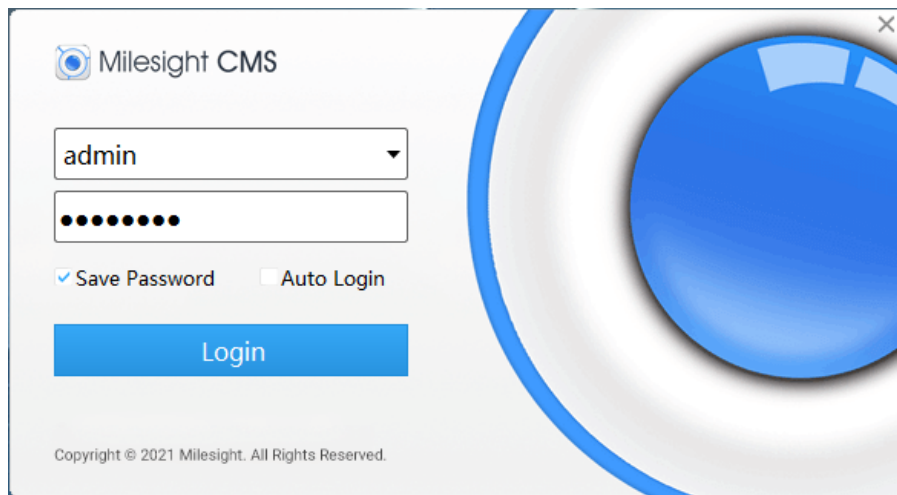 Milesight CMS
admin
●●●●●●●●
Save Password Auto Login
Login
Copyright © 2021 Milesight. All Rights Reserved.